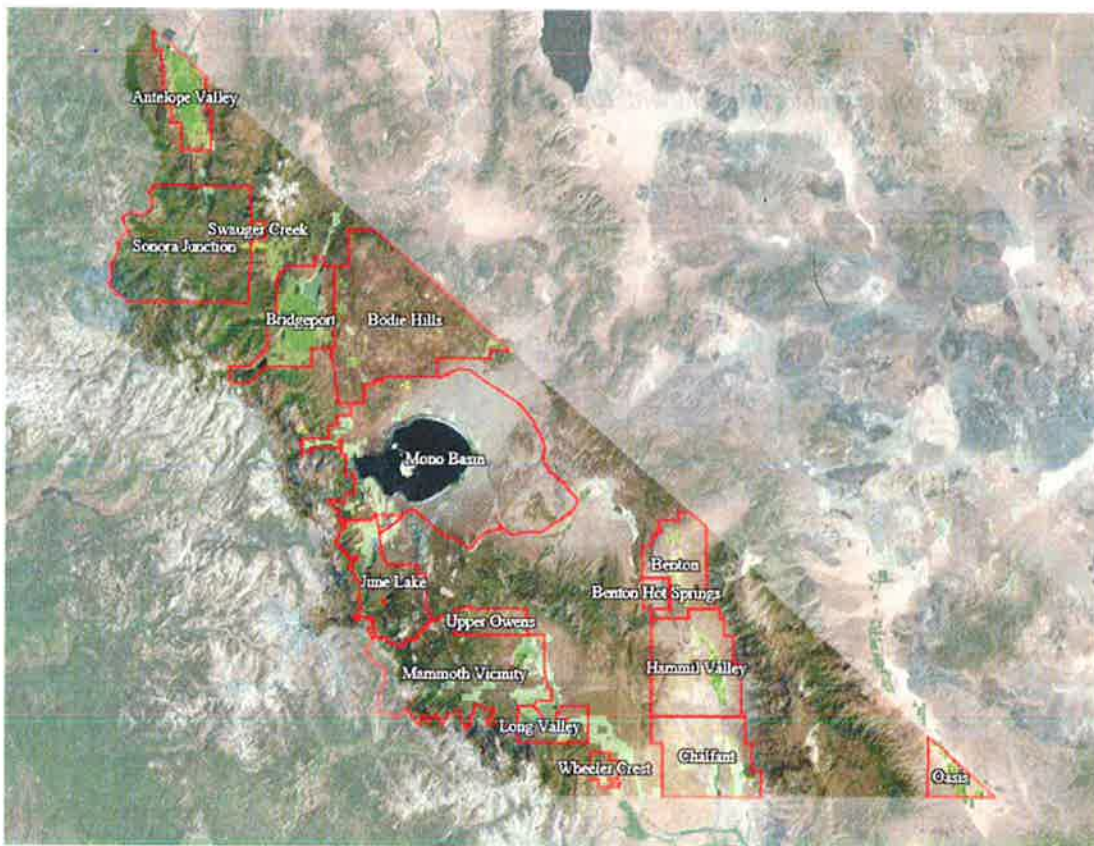 Antelope Valley
Swauger Creek
Sonora Junction
Bridgeport
Bodie Hills
Mono Basin
Benton
June Lake
Benton Hot Springs
Upper Owens
Mammoth Vicinity
Hammil Valley
Long Valley
Chalfant
Wheeler Crest
Oasis